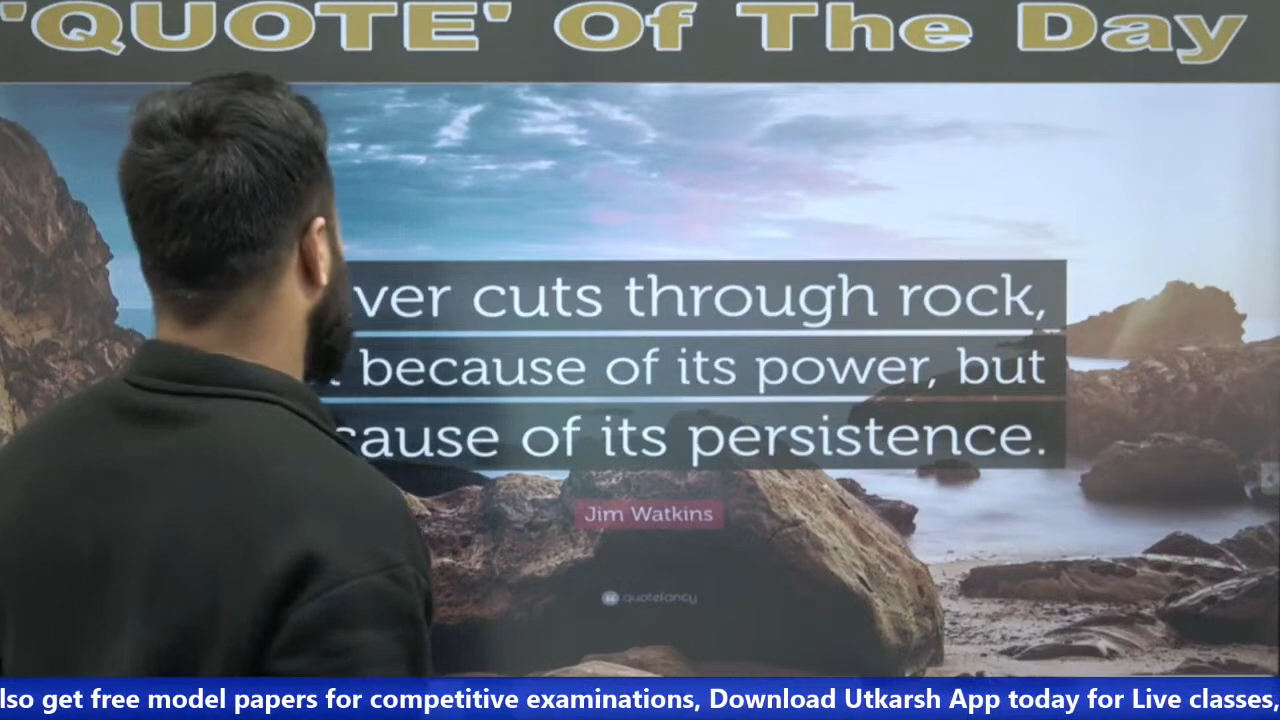 'QUOTE' Of The Day
ver cuts through rock,
because of its power, but
cause of its persistence.
Jim Watkins
quotefancy
lso get free model papers for competitive examinations, Download Utkarsh App today for Live classes,